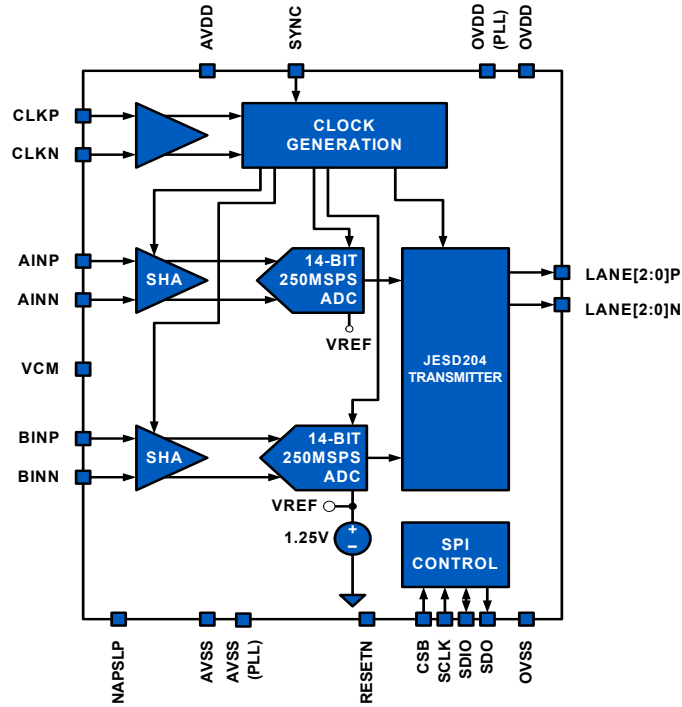 AVDD
SYNC
OVDD
(PLL)
OVDD
CLKP
CLKN
CLOCK
GENERATION
AINP
AINN
SHA
14-BIT
250MSPS
ADC
VREF
LANE[2:0]P
LANE[2:0]N
JESD204
TRANSMITTER
VCM
BINP
BINN
SHA
14-BIT
250MSPS
ADC
VREF
1.25V
+
–
SPI
CONTROL
NAPSLP
AVSS
AVSS
(PLL)
RESETN
CSB
SCLK
SDIO
SDO
OVSS